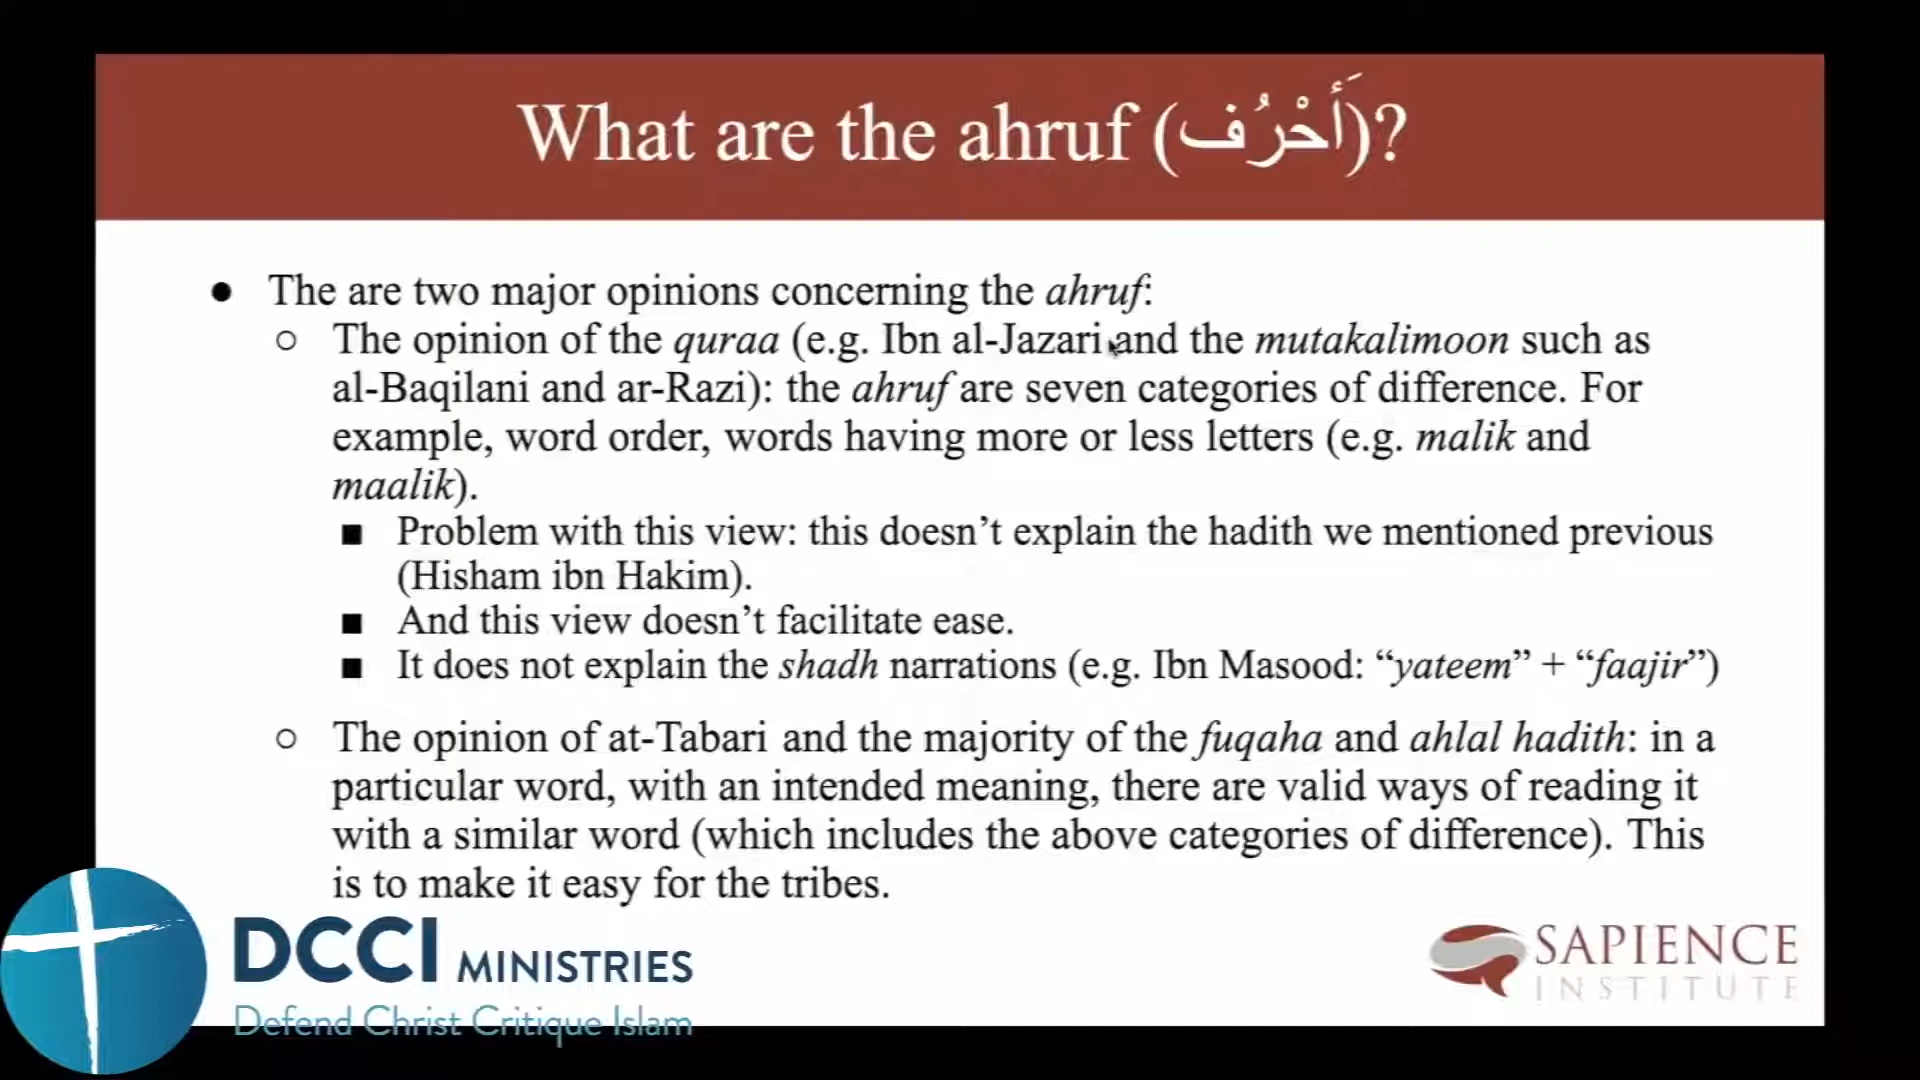 What are the ahruf (أَحْرُف)?
● The are two major opinions concerning the ahruf:
○ The opinion of the quraa (e.g. Ibn al-Jazari and the mutakalimoon such as
al-Baqilani and ar-Razi): the ahruf are seven categories of difference. For
example, word order, words having more or less letters (e.g. malik and
maalik).
■ Problem with this view: this doesn’t explain the hadith we mentioned previous
(Hisham ibn Hakim).
■ And this view doesn’t facilitate ease.
■ It does not explain the shadh narrations (e.g. Ibn Masood: “yateem” + “faajir”)
○ The opinion of at-Tabari and the majority of the fuqaha and ahlal hadith: in a
particular word, with an intended meaning, there are valid ways of reading it
with a similar word (which includes the above categories of difference). This
is to make it easy for the tribes.
DCCI MINISTRIES
Defend Christ Critique Islam
SAPIENCE
INSTITUTE